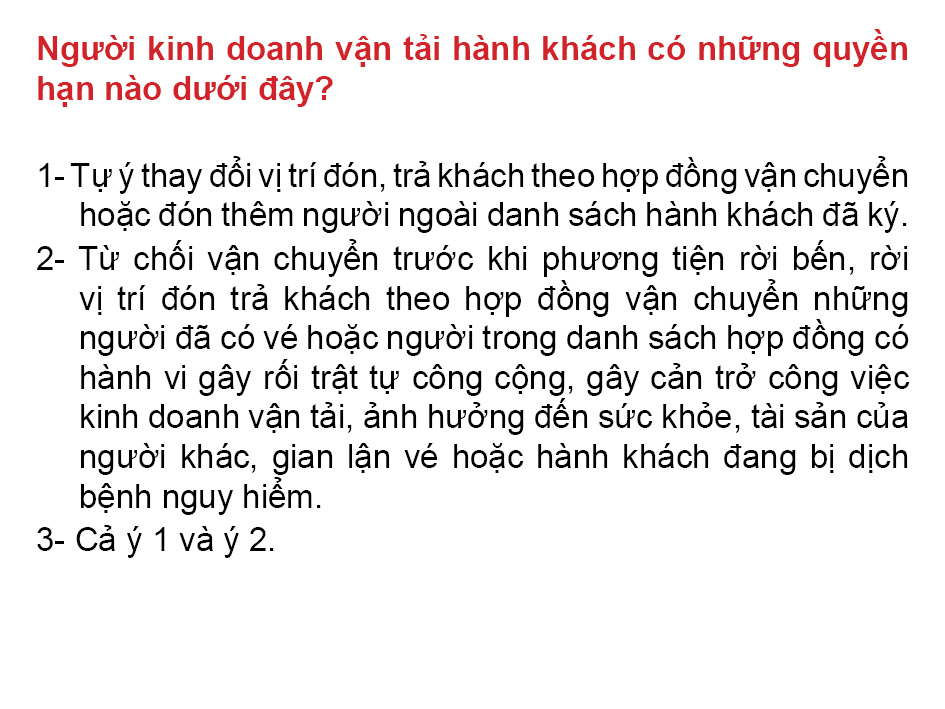 Người kinh doanh vận tải hành khách có những quyền
hạn nào dưới đây?
1- Tự ý thay đổi vị trí đón, trả khách theo hợp đồng vận chuyển
hoặc đón thêm người ngoài danh sách hành khách đã ký.
2- Từ chối vận chuyển trước khi phương tiện rời bến, rời
vị trí đón trả khách theo hợp đồng vận chuyển những
người đã có vé hoặc người trong danh sách hợp đồng có
hành vi gây rối trật tự công cộng, gây cản trở công việc
kinh doanh vận tải, ảnh hưởng đến sức khỏe, tài sản của
người khác, gian lận vé hoặc hành khách đang bị dịch
bệnh nguy hiểm.
3- Cả ý 1 và ý 2.